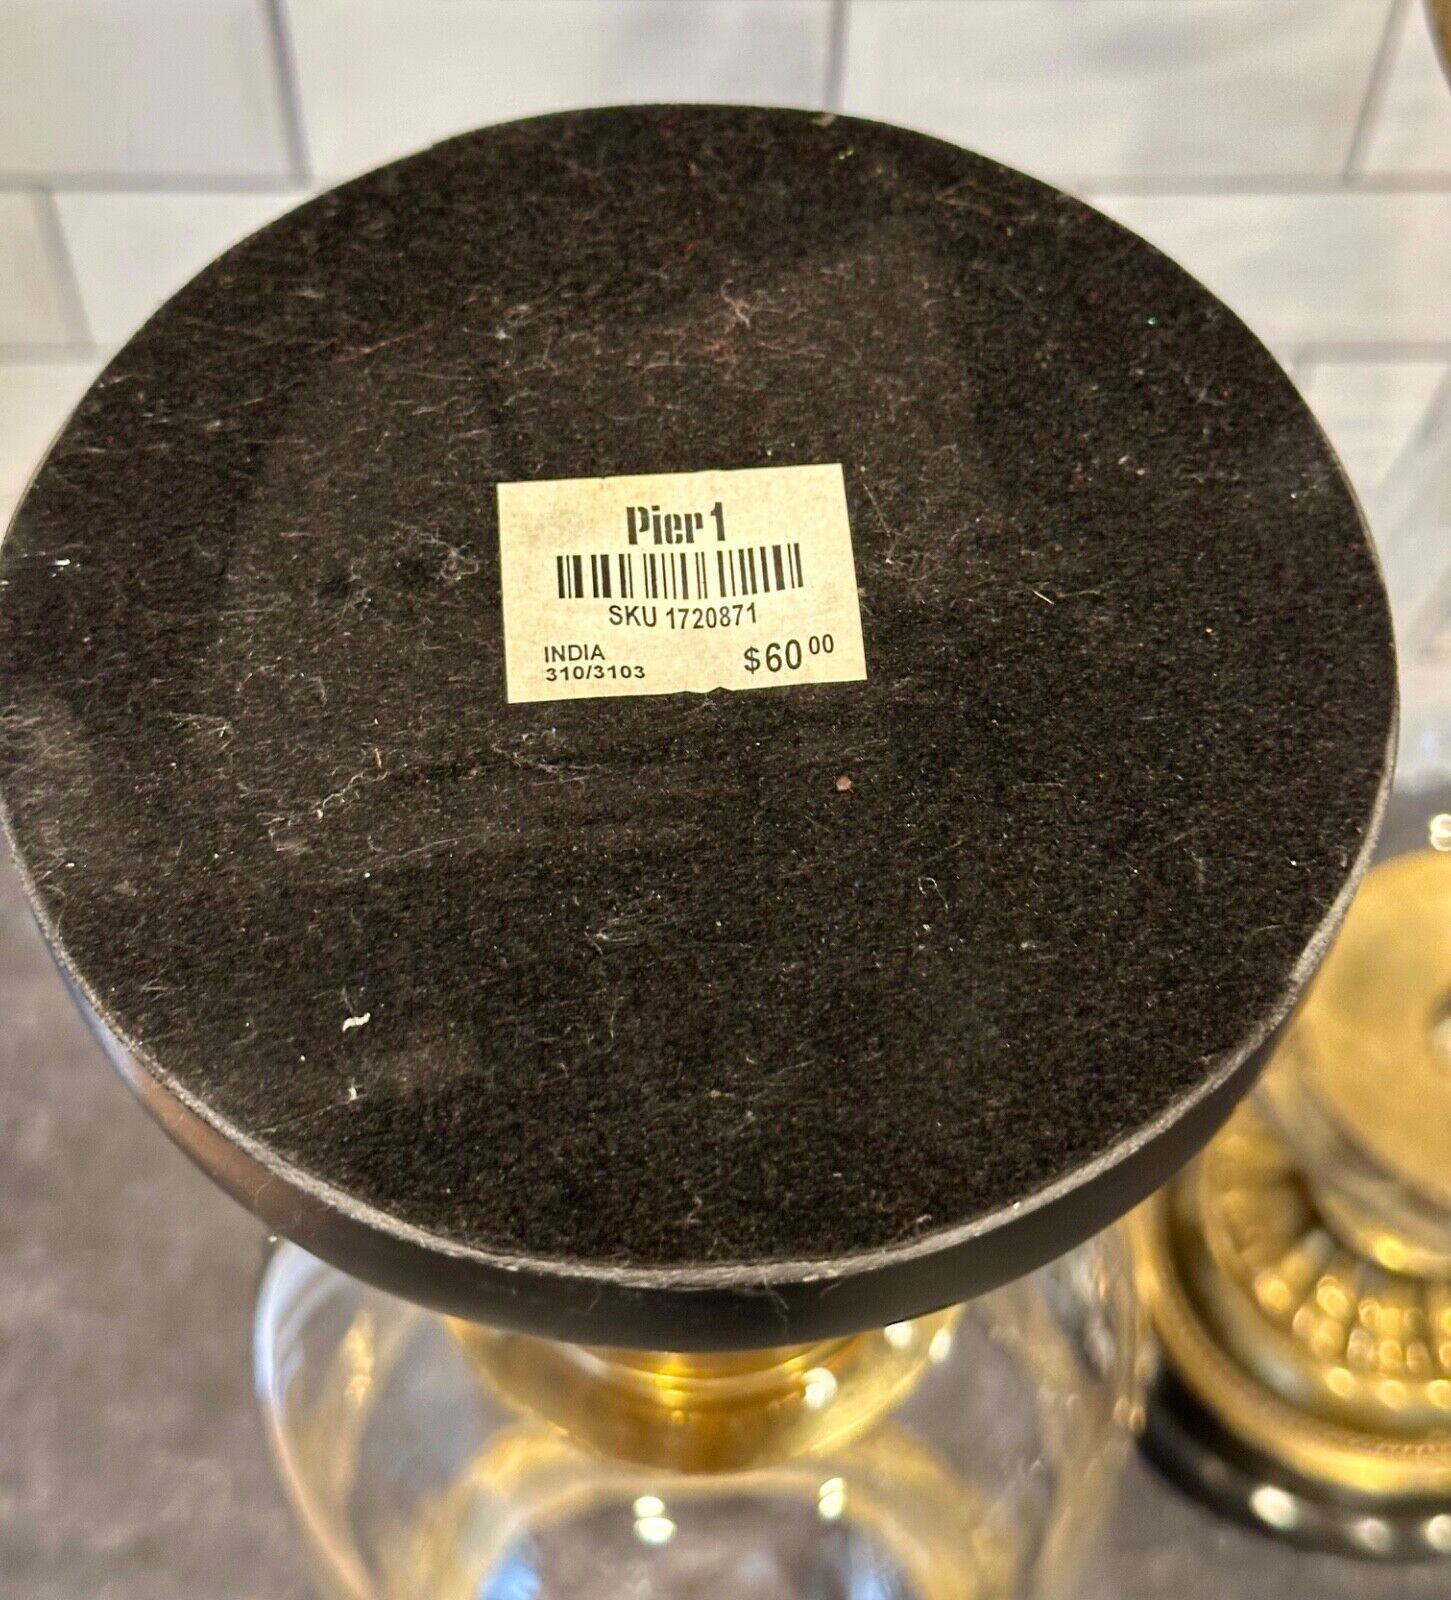 Pier 1
SKU 1720871
INDIA
310/3103
$60 00